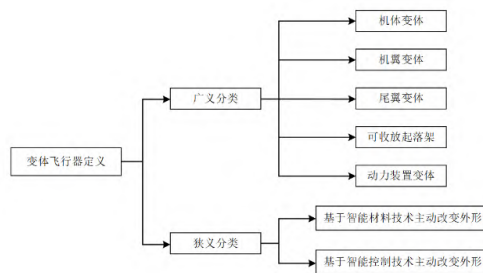 变体飞行器定义
广义分类
机体变体
机翼变体
尾翼变体
可收放起落架
动力装置变体
狭义分类
基于智能材料技术主动改变外形
基于智能控制技术主动改变外形